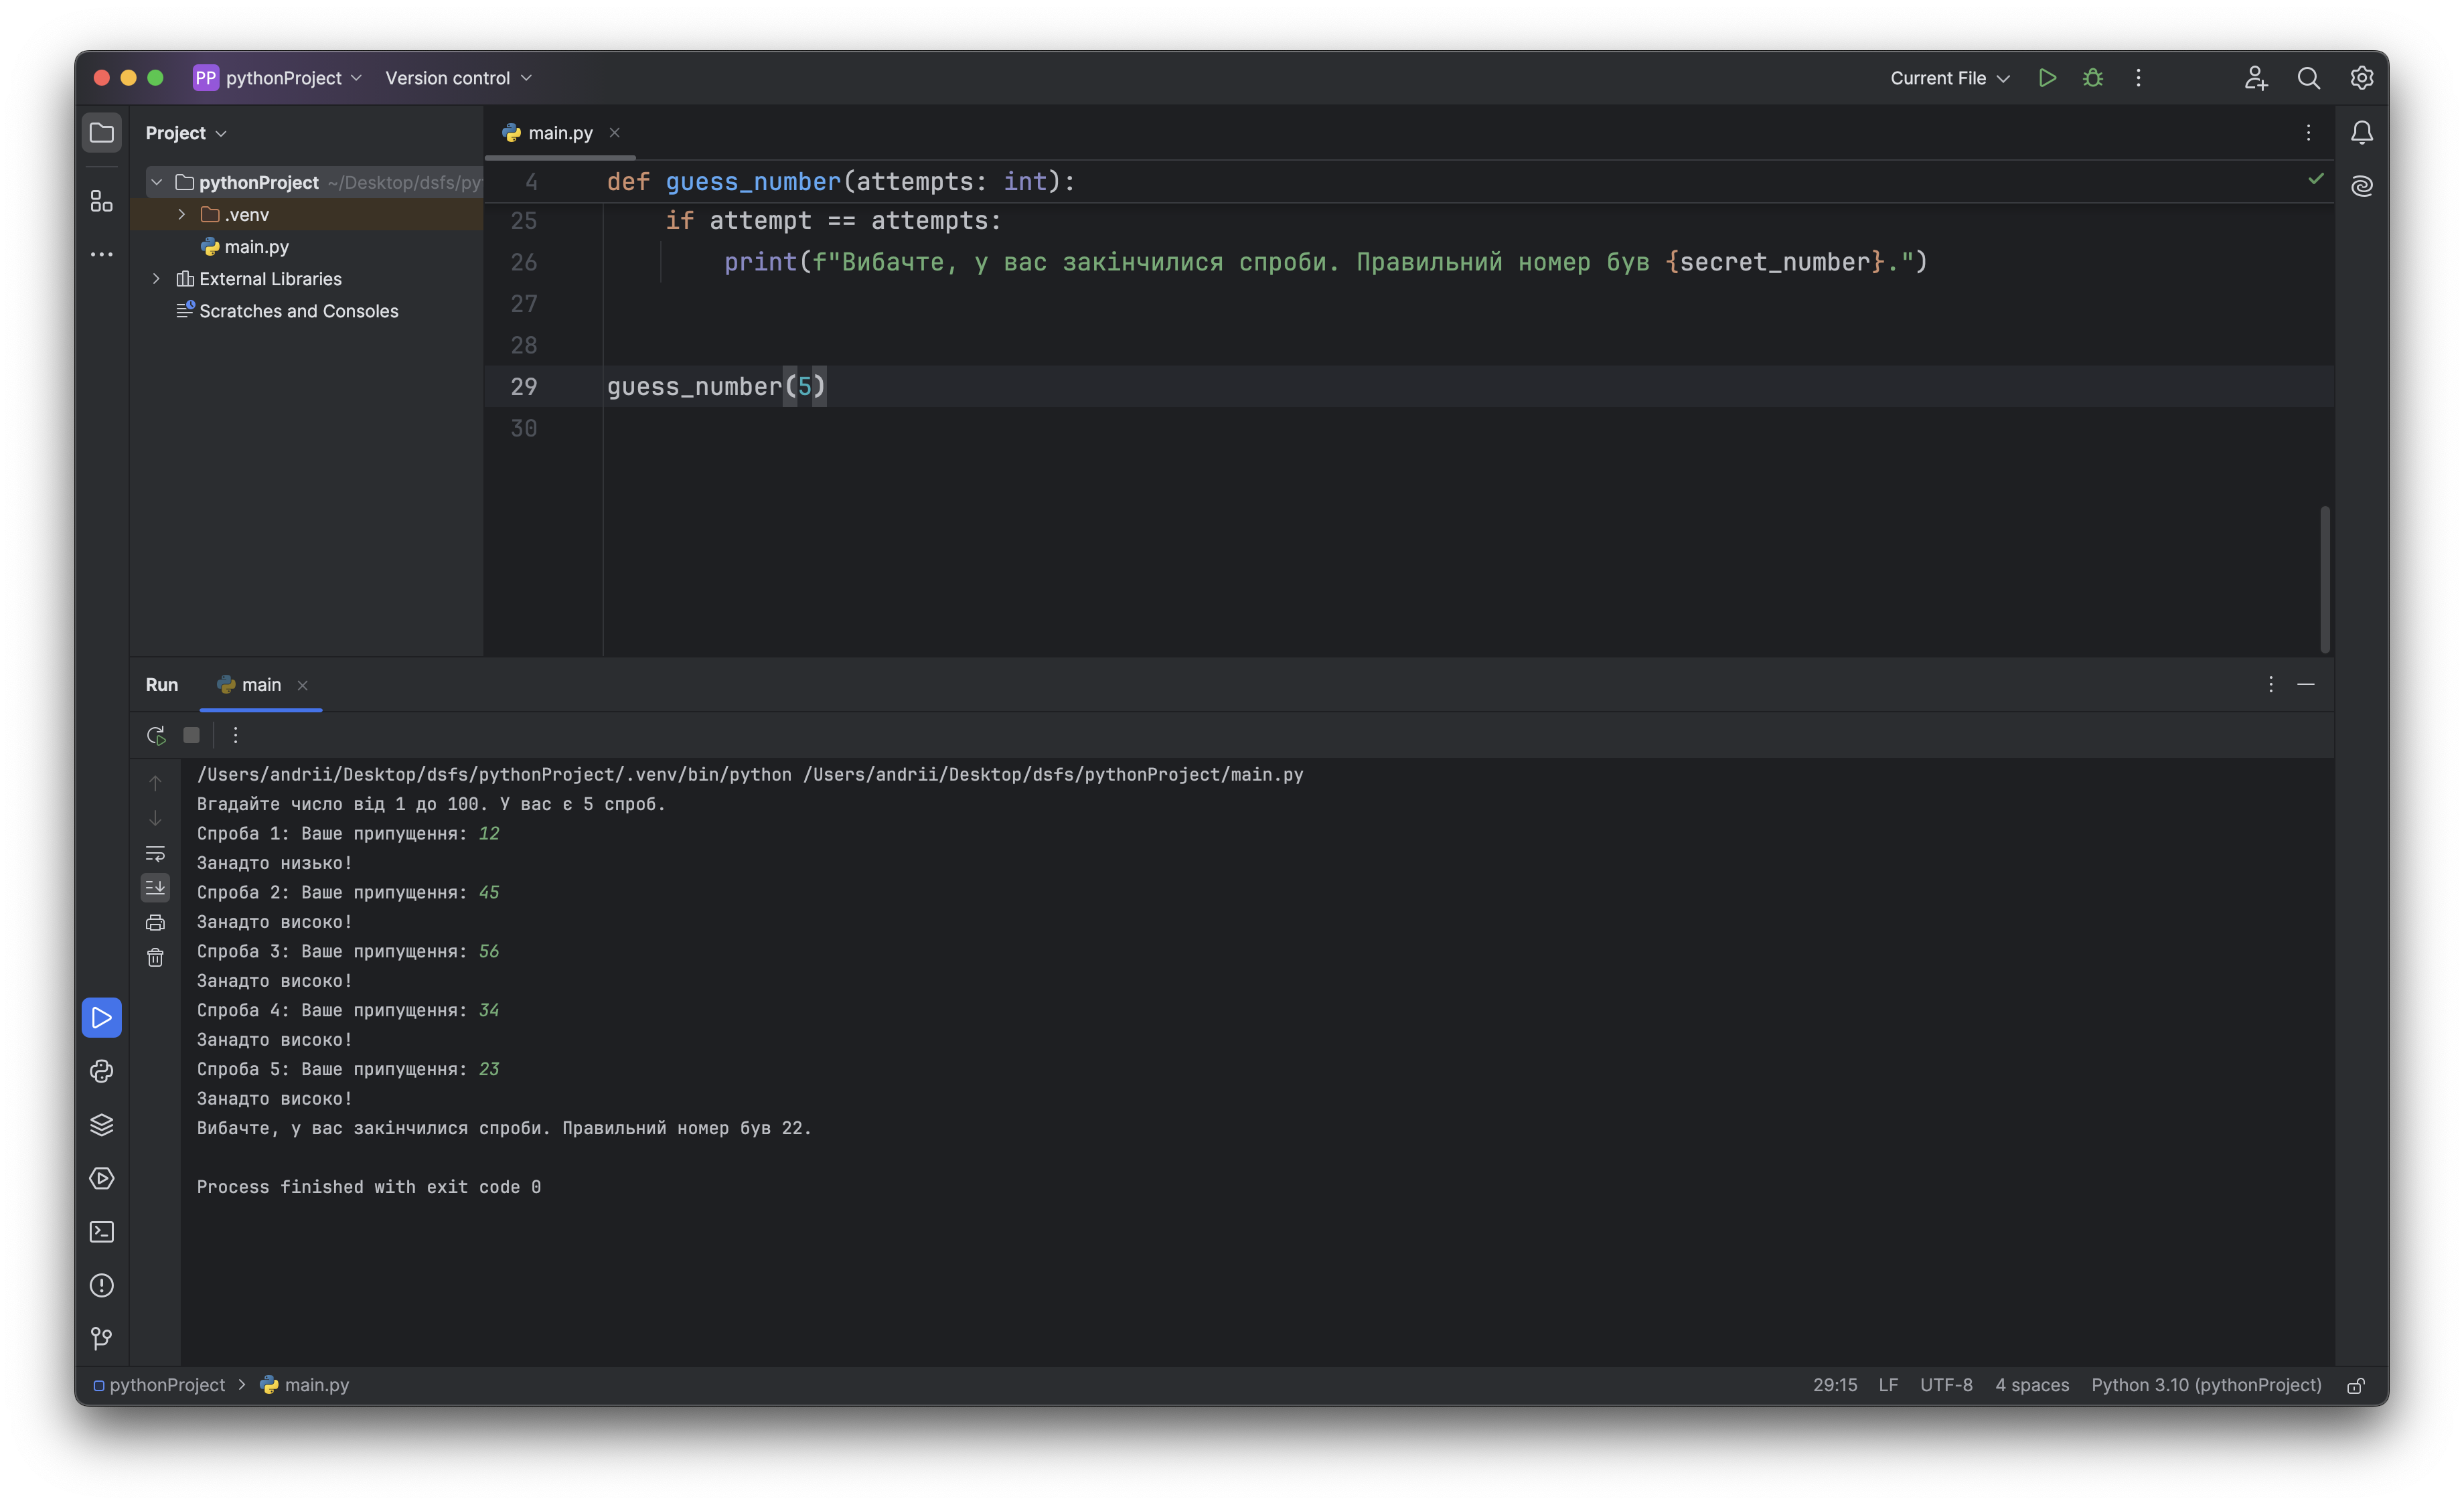 PP pythonProject Version control Current File
Project
main.py
pythonProject ~/Desktop/dsfs/py
.venv
main.py
External Libraries
Scratches and Consoles
4 def guess_number(attempts: int):
25 if attempt == attempts:
26 print(f"Вибачте, у вас закінчилися спроби. Правильний номер був {secret_number}.")
27
28
29 guess_number(5)
30
Run main
/Users/andrii/Desktop/dsfs/pythonProject/.venv/bin/python /Users/andrii/Desktop/dsfs/pythonProject/main.py
Вгадайте число від 1 до 100. У вас є 5 спроб.
Спроба 1: Ваше припущення: 12
Занадто низько!
Спроба 2: Ваше припущення: 45
Занадто високо!
Спроба 3: Ваше припущення: 56
Занадто високо!
Спроба 4: Ваше припущення: 34
Занадто високо!
Спроба 5: Ваше припущення: 23
Занадто високо!
Вибачте, у вас закінчилися спроби. Правильний номер був 22.
Process finished with exit code 0
pythonProject main.py 29:15 LF UTF-8 4 spaces Python 3.10 (pythonProject)